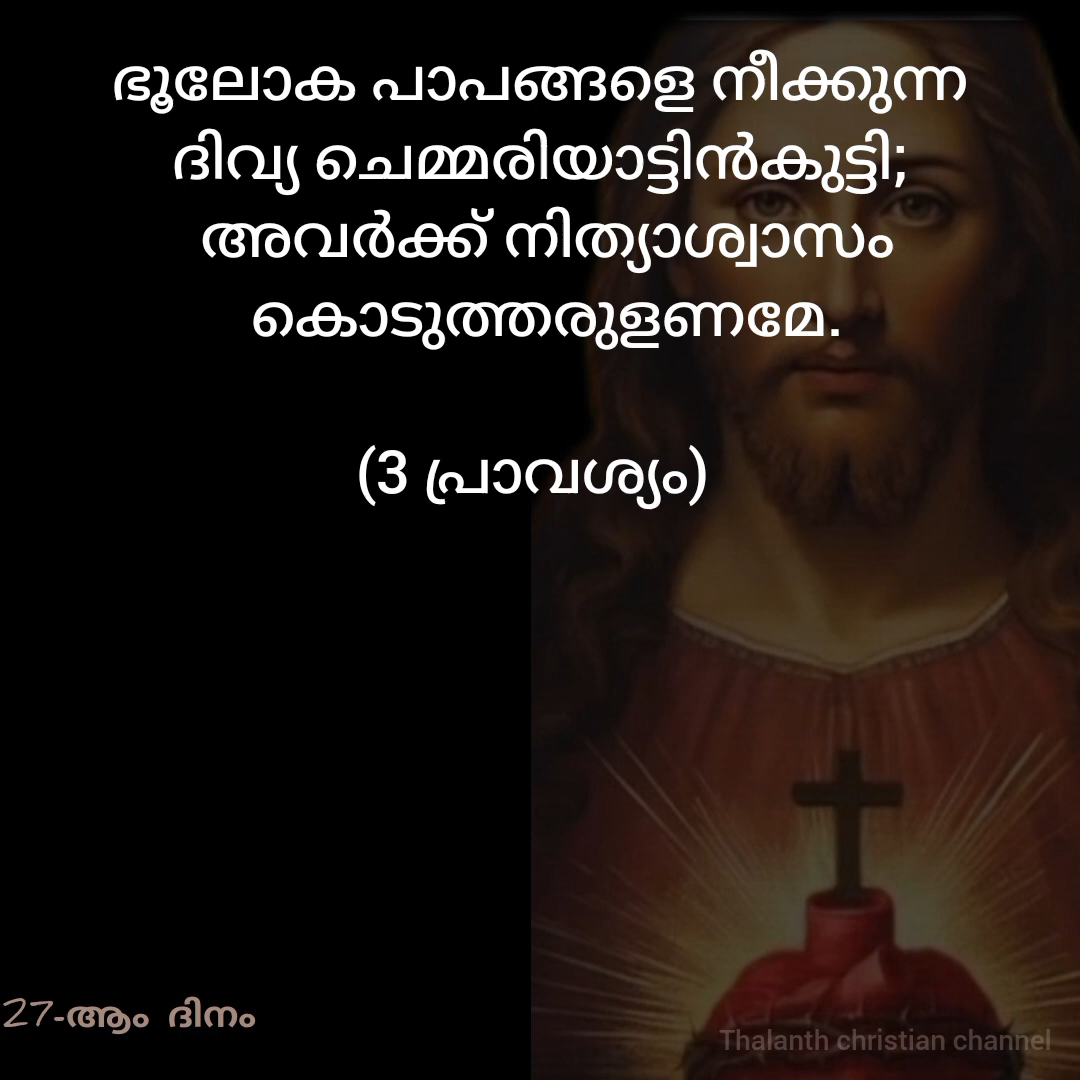 ഭൂലോക പാപങ്ങളെ നീക്കുന്ന
ദിവ്യ ചെമ്മരിയാട്ടിൻകുട്ടി;
അവർക്ക് നിത്യാശ്വാസം
കൊടുത്തരുളണമേ.
(3 പ്രാവശ്യം)
27-ആം ദിനം
Thalanth christian channel